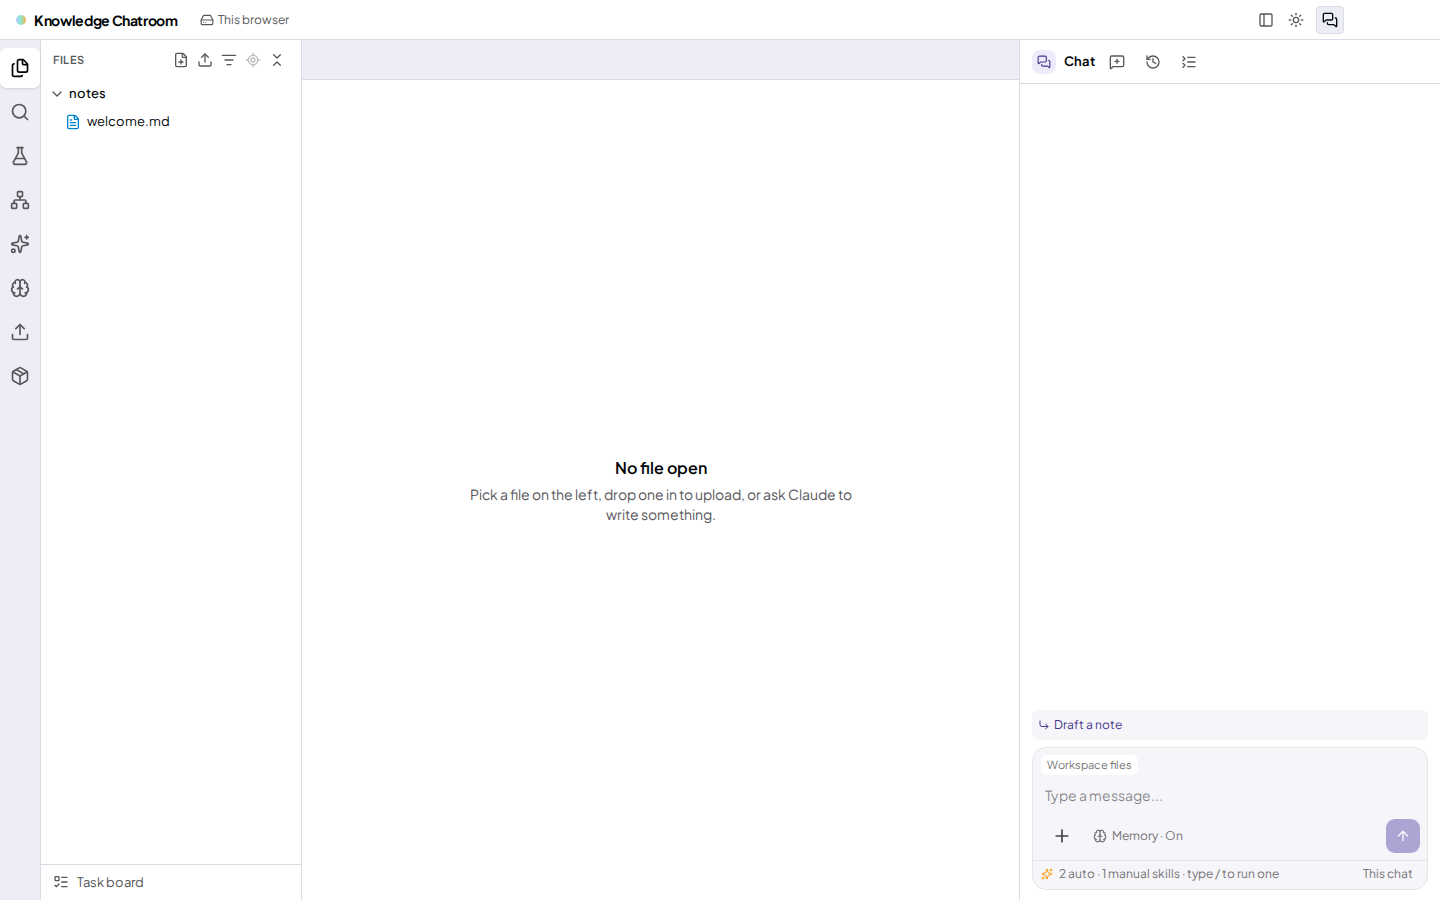 Knowledge Chatroom
This browser
FILES
notes
welcome.md
Task board
No file open
Pick a file on the left, drop one in to upload, or ask Claude to
write something.
Chat
Draft a note
Workspace files
Type a message...
Memory · On
2 auto · 1 manual skills · type / to run one
This chat